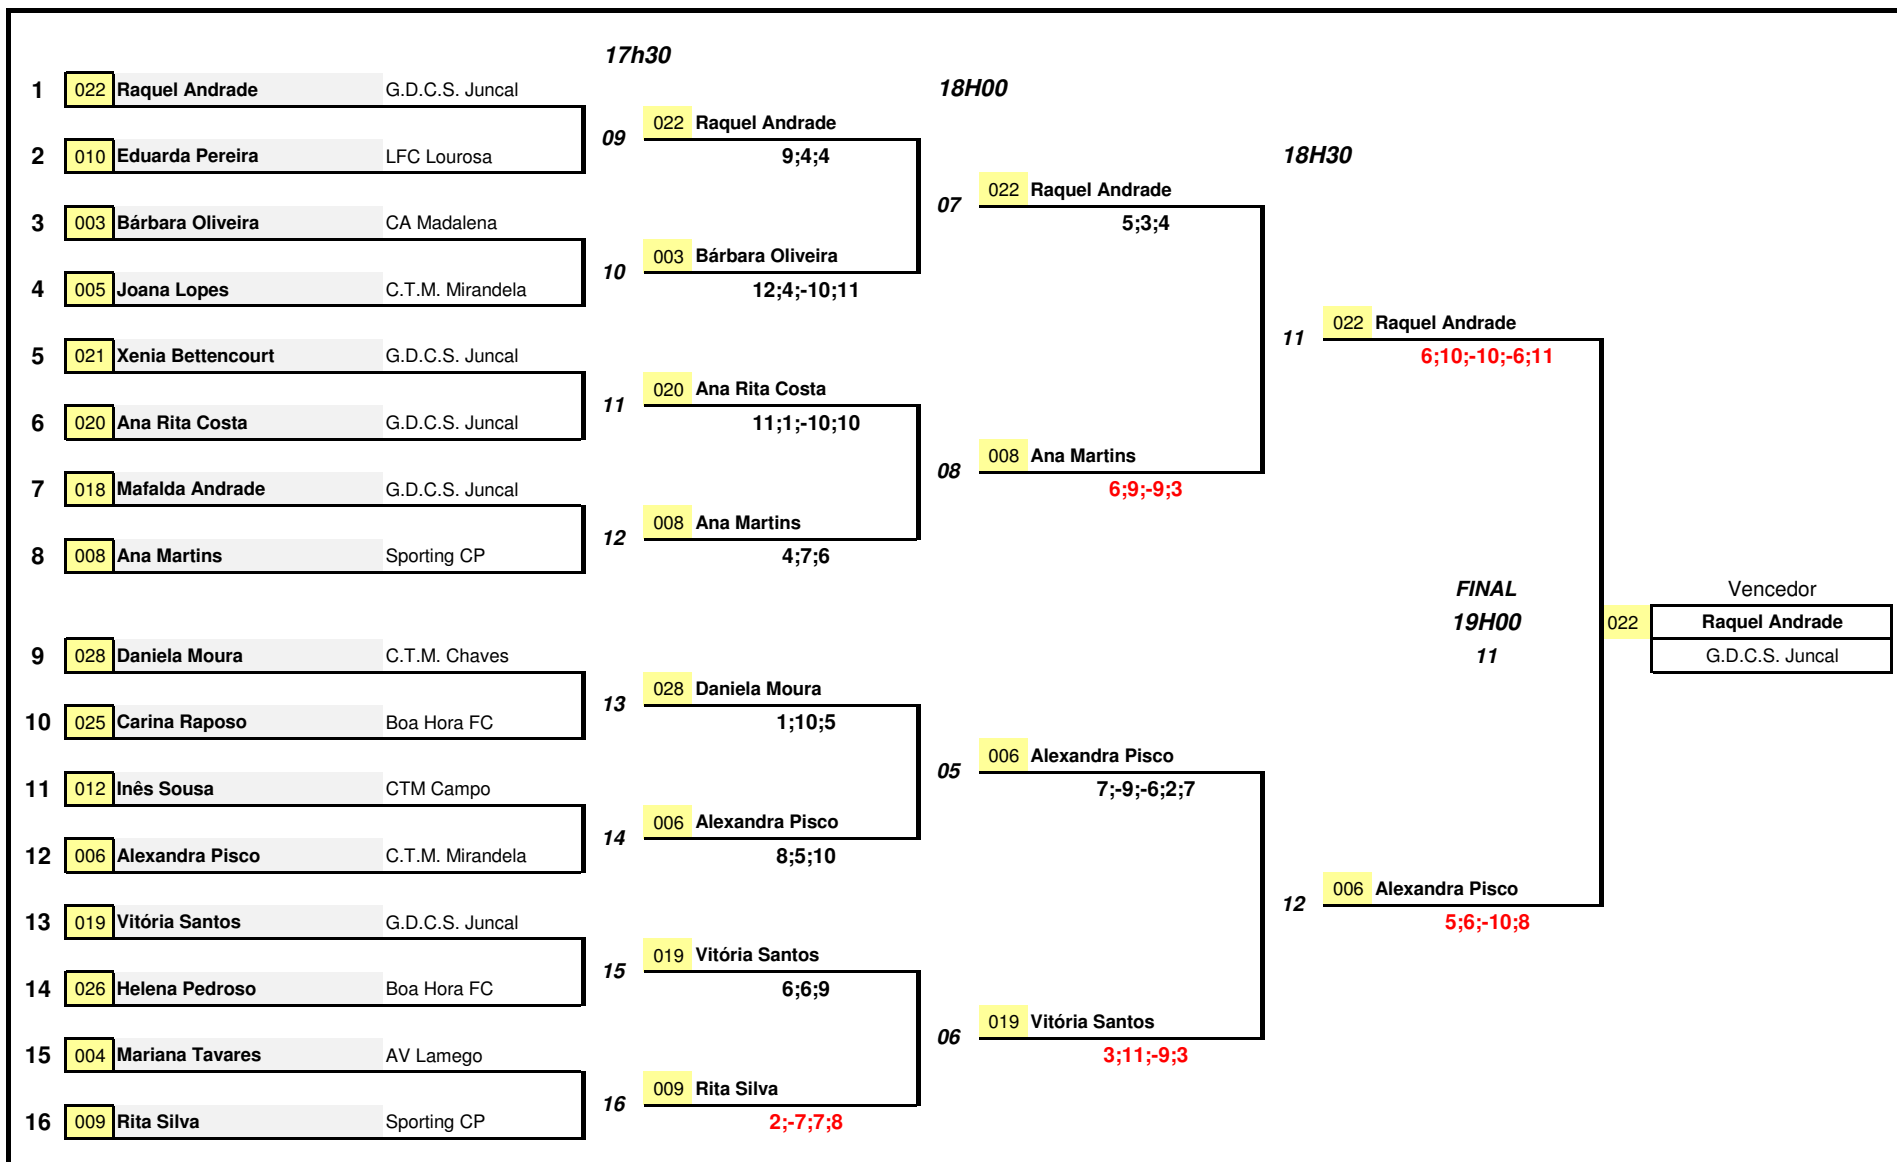 17h30
1 022 Raquel Andrade G.D.C.S. Juncal
18H00
022 Raquel Andrade
09
2 010 Eduarda Pereira LFC Lourosa
9;4;4
18H30
022 Raquel Andrade
07
3 003 Bárbara Oliveira CA Madalena
5;3;4
003 Bárbara Oliveira
10
4 005 Joana Lopes C.T.M. Mirandela
12;4;-10;11
022 Raquel Andrade
11
5 021 Xenia Bettencourt G.D.C.S. Juncal
6;10;-10;-6;11
020 Ana Rita Costa
11
6 020 Ana Rita Costa G.D.C.S. Juncal
11;1;-10;10
008 Ana Martins
08
7 018 Mafalda Andrade G.D.C.S. Juncal
6;9;-9;3
008 Ana Martins
12
8 008 Ana Martins Sporting CP
4;7;6
FINAL
Vencedor
19H00
022 Raquel Andrade
11
G.D.C.S. Juncal
9 028 Daniela Moura C.T.M. Chaves
028 Daniela Moura
13
10 025 Carina Raposo Boa Hora FC
1;10;5
006 Alexandra Pisco
05
11 012 Inês Sousa CTM Campo
7;-9;-6;2;7
006 Alexandra Pisco
14
12 006 Alexandra Pisco C.T.M. Mirandela
8;5;10
006 Alexandra Pisco
12
13 019 Vitória Santos G.D.C.S. Juncal
5;6;-10;8
019 Vitória Santos
15
14 026 Helena Pedroso Boa Hora FC
6;6;9
019 Vitória Santos
06
15 004 Mariana Tavares AV Lamego
3;11;-9;3
009 Rita Silva
16
16 009 Rita Silva Sporting CP
2;-7;7;8